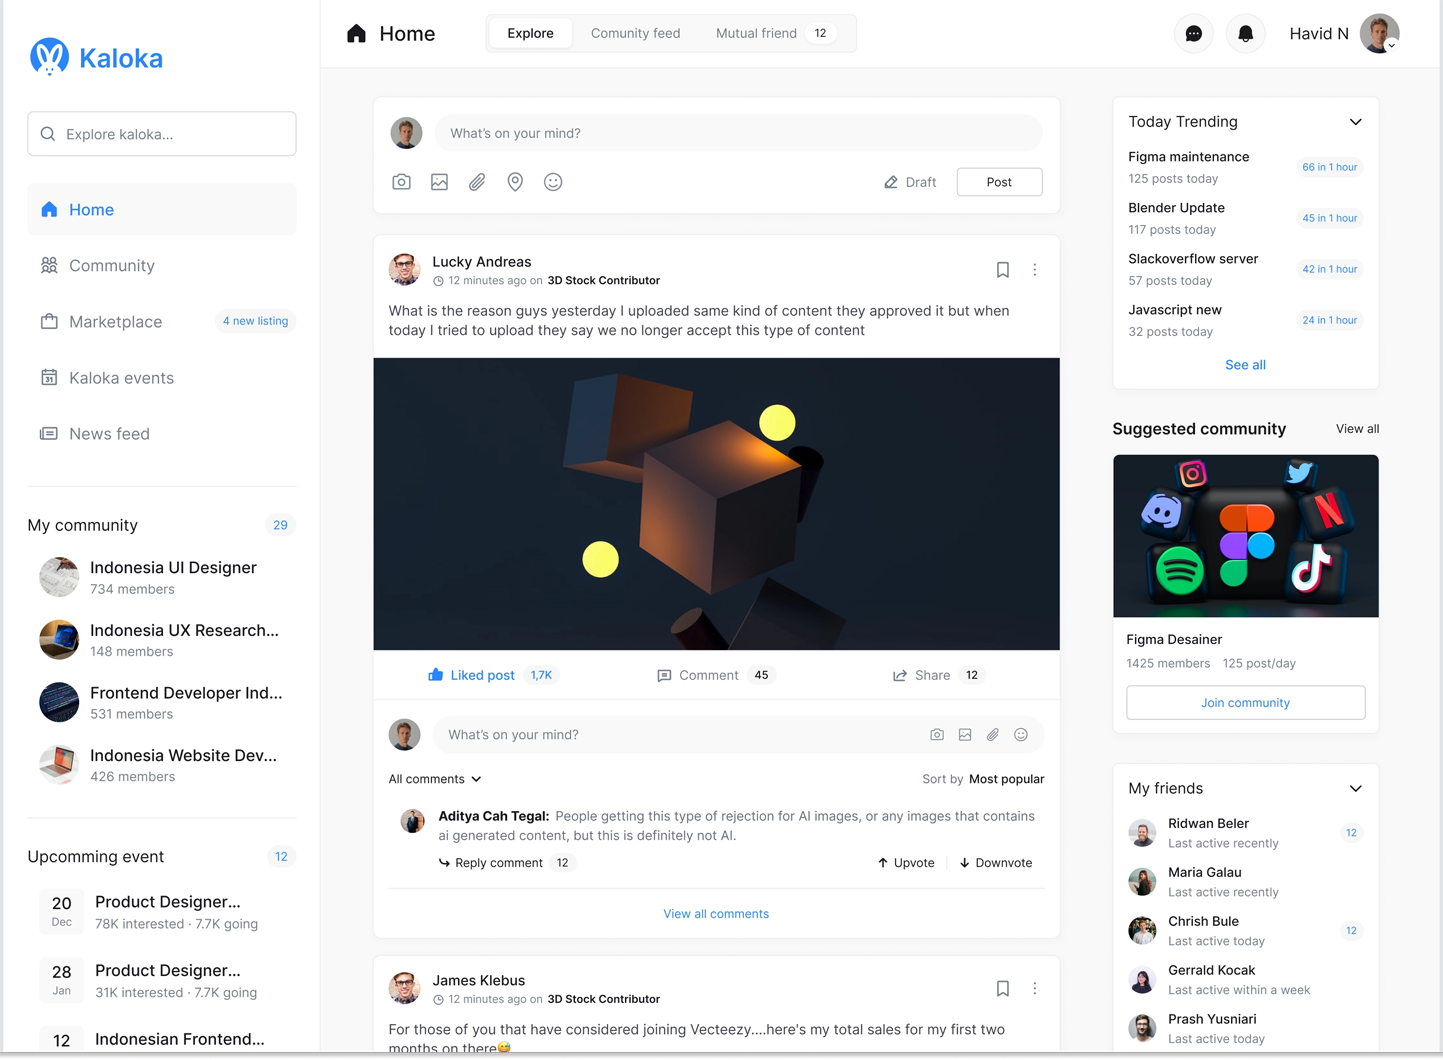 Kaloka
Explore kaloka...
Home
Community
Marketplace
4 new listing
Kaloka events
31
News feed
My community
29
Indonesia UI Designer
734 members
Indonesia UX Research...
148 members
Frontend Developer Ind...
531 members
Indonesia Website Dev...
426 members
Upcomming event
12
20
Dec
Product Designer...
78K interested · 7.7K going
28
Jan
Product Designer...
31K interested · 7.7K going
12
Indonesian Frontend...
Home
Explore
Comunity feed
Mutual friend
12
Havid N
What's on your mind?
Draft
Post
Lucky Andreas
12 minutes ago on 3D Stock Contributor
What is the reason guys yesterday I uploaded same kind of content they approved it but when
today I tried to upload they say we no longer accept this type of content
Liked post
1,7K
Comment
45
Share
12
What's on your mind?
All comments
Sort by Most popular
Aditya Cah Tegal: People getting this type of rejection for AI images, or any images that contains
ai generated content, but this is definitely not AI.
Reply comment
12
Upvote
Downvote
View all comments
James Klebus
12 minutes ago on 3D Stock Contributor
For those of you that have considered joining Vecteezy....here's my total sales for my first two
months on there😅
Today Trending
Figma maintenance
125 posts today
66 in 1 hour
Blender Update
117 posts today
45 in 1 hour
Slackoverflow server
57 posts today
42 in 1 hour
Javascript new
32 posts today
24 in 1 hour
See all
Suggested community
View all
Figma Desainer
1425 members
125 post/day
Join community
My friends
Ridwan Beler
Last active recently
12
Maria Galau
Last active recently
Chrish Bule
Last active today
12
Gerrald Kocak
Last active within a week
Prash Yusniari
Last active today